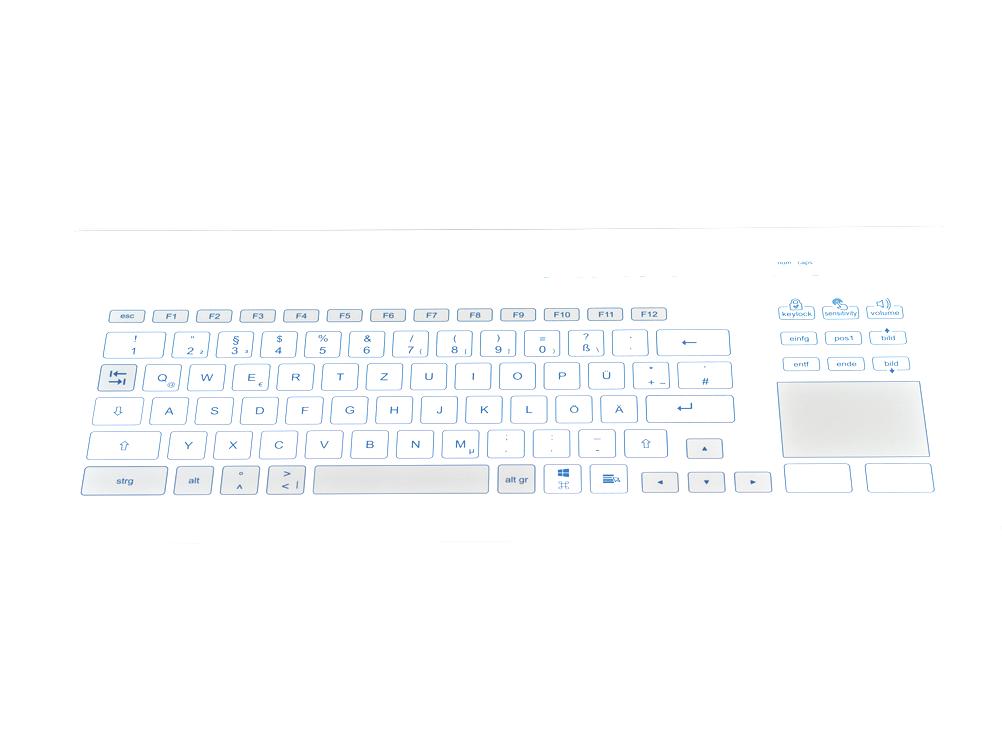 num caps
esc F1 F2 F3 F4 F5 F6 F7 F8 F9 F10 F11 F12
keylock sensitivity volume
! " § $ % & / ( ) = ?
1 2 ² 3 ³ 4 5 6 7 { 8 [ 9 ] 0 } ß \
einfg pos1 bild
Q @ W E € R T Z U I O P Ü * + ~ ' #
entf ende bild
A S D F G H J K L Ö Ä
Y X C V B N M µ ; , : . _ -
strg alt ° ^ > < | alt gr ⌘